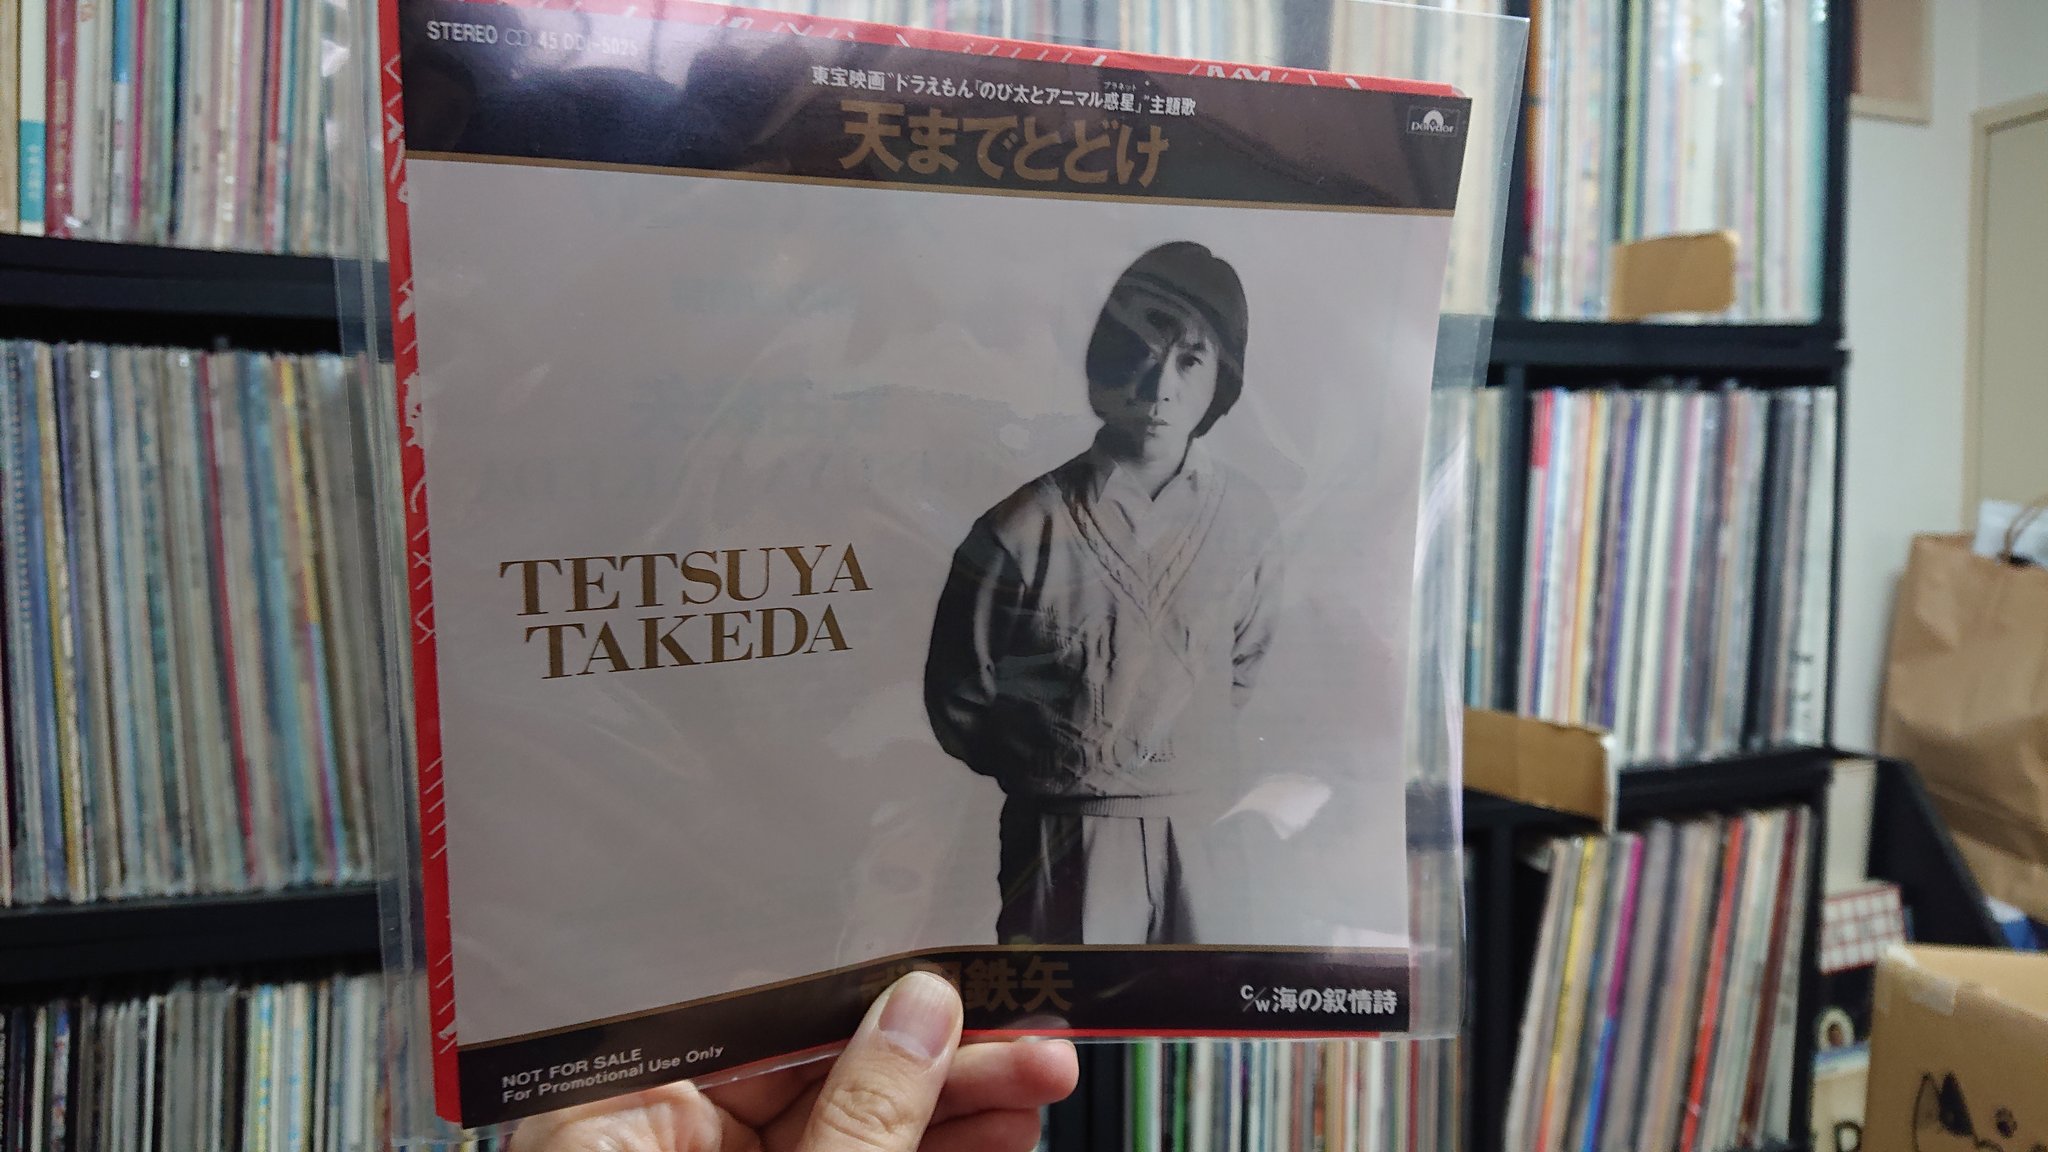 STEREO 45 DDI-5025
東宝映画"ドラえもん「のび太とアニマル惑星」"主題歌
プラネット
天までとどけ
Polydor
TETSUYA
TAKEDA
鉄矢
C/W 海の叙情詩
NOT FOR SALE
For Promotional Use Only